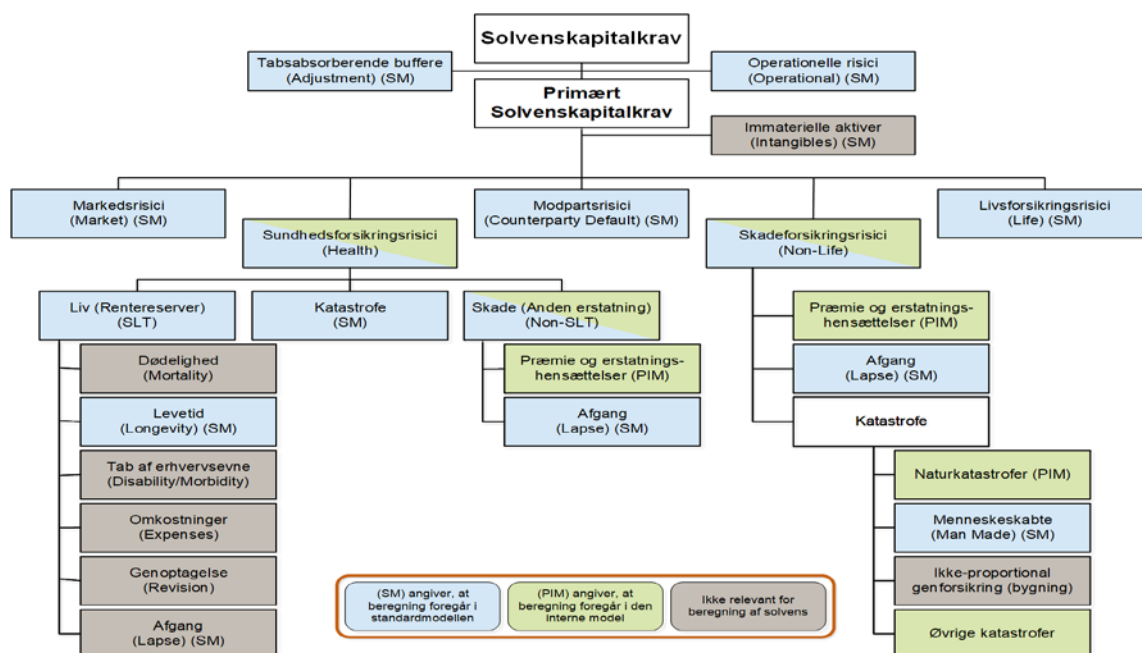 Solvenskapitalkrav
Tabsabsorberende buffere
(Adjustment) (SM)
Operationelle risici
(Operational) (SM)
Primært
Solvenskapitalkrav
Immaterielle aktiver
(Intangibles) (SM)
Markedsrisici
(Market) (SM)
Sundhedsforsikringsrisici
(Health)
Modpartsrisici
(Counterparty Default) (SM)
Skadeforsikringsrisici
(Non-Life)
Livsforsikringsrisici
(Life) (SM)
Liv (Rentereserver)
(SLT)
Katastrofe
(SM)
Skade (Anden erstatning)
(Non-SLT)
Dødelighed
(Mortality)
Levetid
(Longevity) (SM)
Tab af erhvervsevne
(Disability/Morbidity)
Omkostninger
(Expenses)
Genoptagelse
(Revision)
Afgang
(Lapse) (SM)
Præmie og erstatnings-
hensættelser (PIM)
Afgang
(Lapse) (SM)
Præmie og erstatnings-
hensættelser (PIM)
Afgang
(Lapse) (SM)
Katastrofe
Naturkatastrofer (PIM)
Menneskeskabte
(Man Made) (SM)
Ikke-proportional
genforsikring (bygning)
Øvrige katastrofer
(SM) angiver, at
beregning foregår i
standardmodellen
(PIM) angiver, at
beregning foregår i den
interne model
Ikke relevant for
beregning af solvens